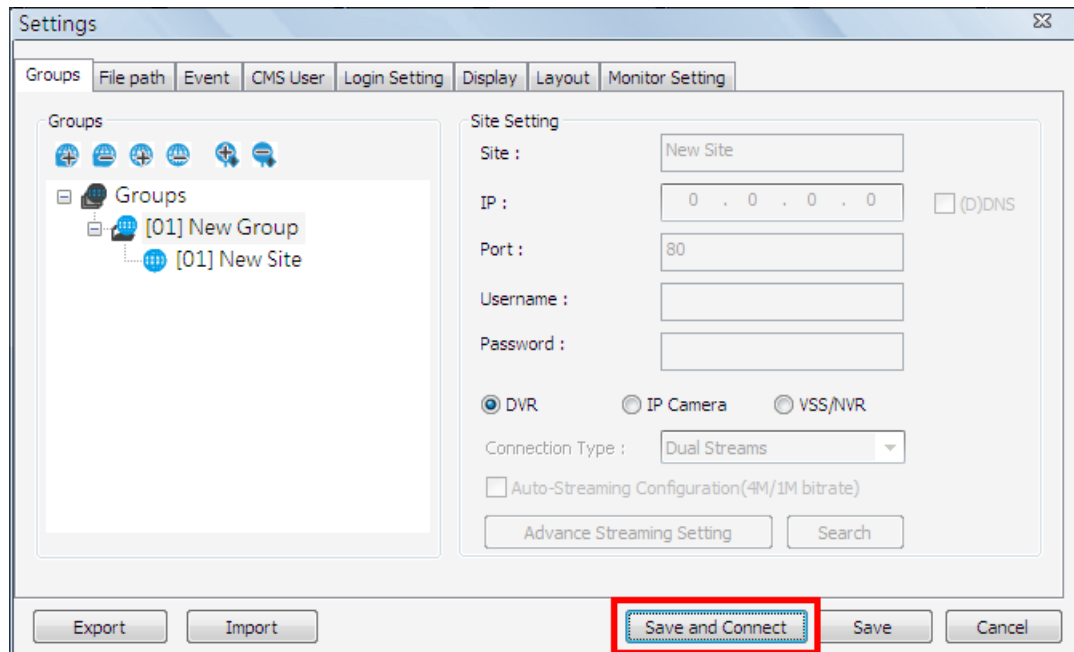 Settings
Groups File path Event CMS User Login Setting Display Layout Monitor Setting
Groups
Groups
[01] New Group
[01] New Site
Site Setting
Site : New Site
IP : 0 . 0 . 0 . 0 (D)DNS
Port : 80
Username :
Password :
DVR IP Camera VSS/NVR
Connection Type : Dual Streams
Auto-Streaming Configuration(4M/1M bitrate)
Advance Streaming Setting Search
Export Import Save and Connect Save Cancel